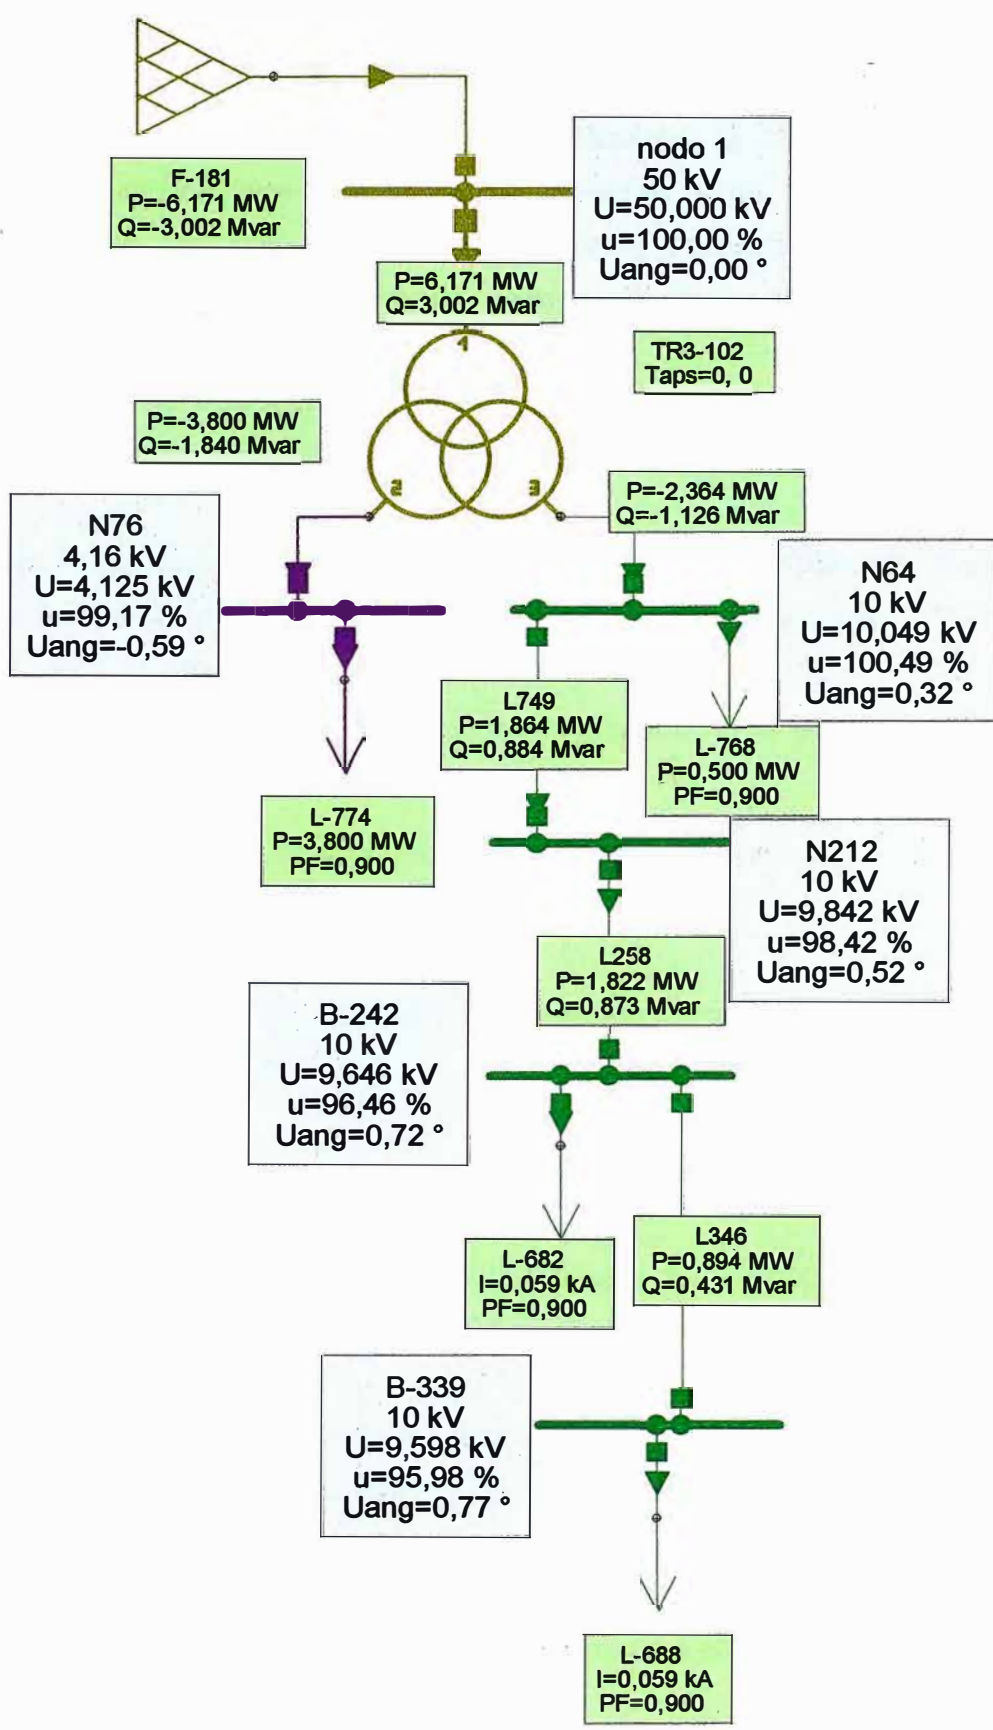 F-181
P=-6,171 MW
Q=-3,002 Mvar
nodo 1
50 kV
U=50,000 kV
u=100,00 %
Uang=0,00 °
P=6,171 MW
Q=3,002 Mvar
1
TR3-102
Taps=0, 0
P=-3,800 MW
Q=-1,840 Mvar
2
3
P=-2,364 MW
Q=-1,126 Mvar
N76
4,16 kV
U=4,125 kV
u=99,17 %
Uang=-0,59 °
N64
10 kV
U=10,049 kV
u=100,49 %
Uang=0,32 °
L749
P=1,864 MW
Q=0,884 Mvar
L-768
P=0,500 MW
PF=0,900
L-774
P=3,800 MW
PF=0,900
N212
10 kV
U=9,842 kV
u=98,42 %
Uang=0,52 °
L258
P=1,822 MW
Q=0,873 Mvar
B-242
10 kV
U=9,646 kV
u=96,46 %
Uang=0,72 °
L-682
I=0,059 kA
PF=0,900
L346
P=0,894 MW
Q=0,431 Mvar
B-339
10 kV
U=9,598 kV
u=95,98 %
Uang=0,77 °
L-688
I=0,059 kA
PF=0,900